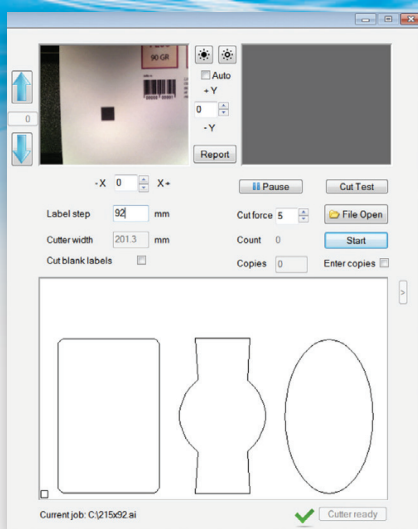 90 GR
Auto
+ Y
0
- Y
0
Report
- X 0 X +
Pause
Cut Test
Label step 92 mm
Cut force 5
File Open
Cutter width 201.3 mm
Count 0
Start
Cut blank labels
Copies 0
Enter copies
>
Current job: C:\215x92.ai
Cutter ready